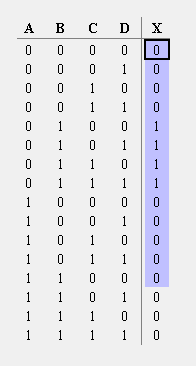 A B C D X
0 0 0 0 0
0 0 0 1 0
0 0 1 0 0
0 0 1 1 0
0 1 0 0 1
0 1 0 1 1
0 1 1 0 1
0 1 1 1 1
1 0 0 0 0
1 0 0 1 0
1 0 1 0 0
1 0 1 1 0
1 1 0 0 0
1 1 0 1 0
1 1 1 0 0
1 1 1 1 0